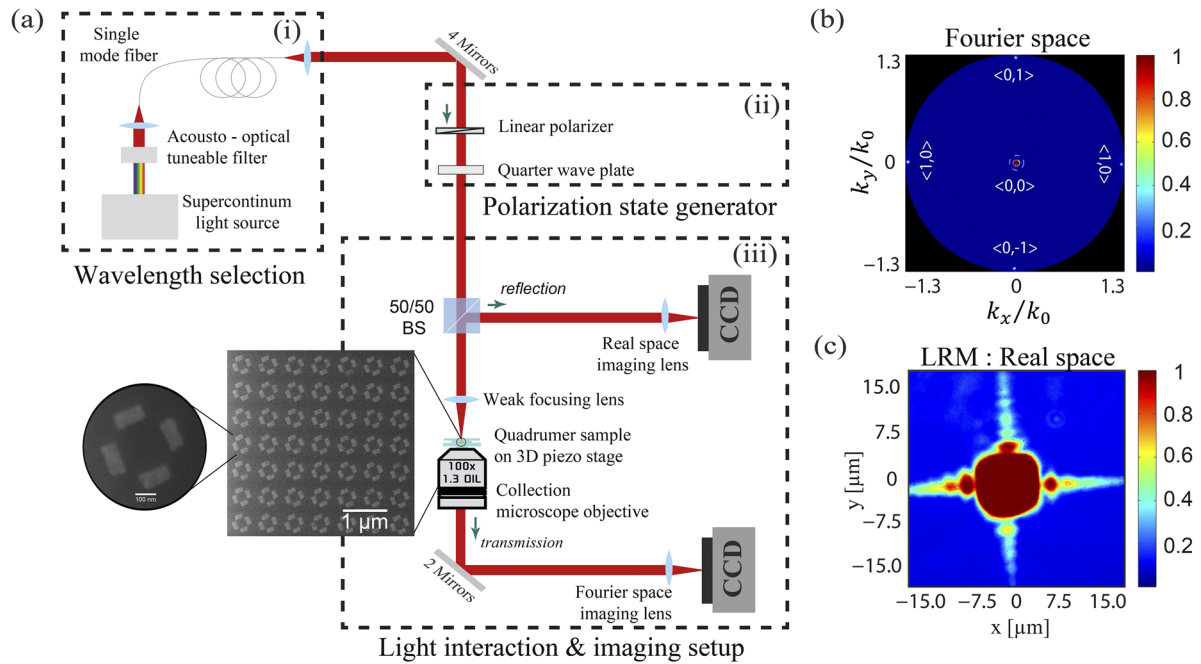 (a)
(i)
Single
mode fiber
Acousto - optical
tuneable filter
Supercontinum
light source
Wavelength selection
4 Mirrors
(ii)
Linear polarizer
Quarter wave plate
Polarization state generator
(iii)
50/50
BS
reflection
CCD
Real space
imaging lens
Weak focusing lens
Quadrumer sample
on 3D piezo stage
100x
1.3 OIL
Collection
microscope objective
100 nm
1 µm
transmission
2 Mirrors
CCD
Fourier space
imaging lens
Light interaction & imaging setup
(b)
Fourier space
1.3
0
−1.3
ky/k0
<0,1>
<1,0>
<1,0>
<0,0>
<0,-1>
−1.3
0
1.3
kx/k0
1
0.8
0.6
0.4
0.2
(c)
LRM : Real space
15.0
7.5
0
−7.5
−15.0
y [µm]
−15.0
−7.5
0
7.5
15.0
x [µm]
1
0.8
0.6
0.4
0.2